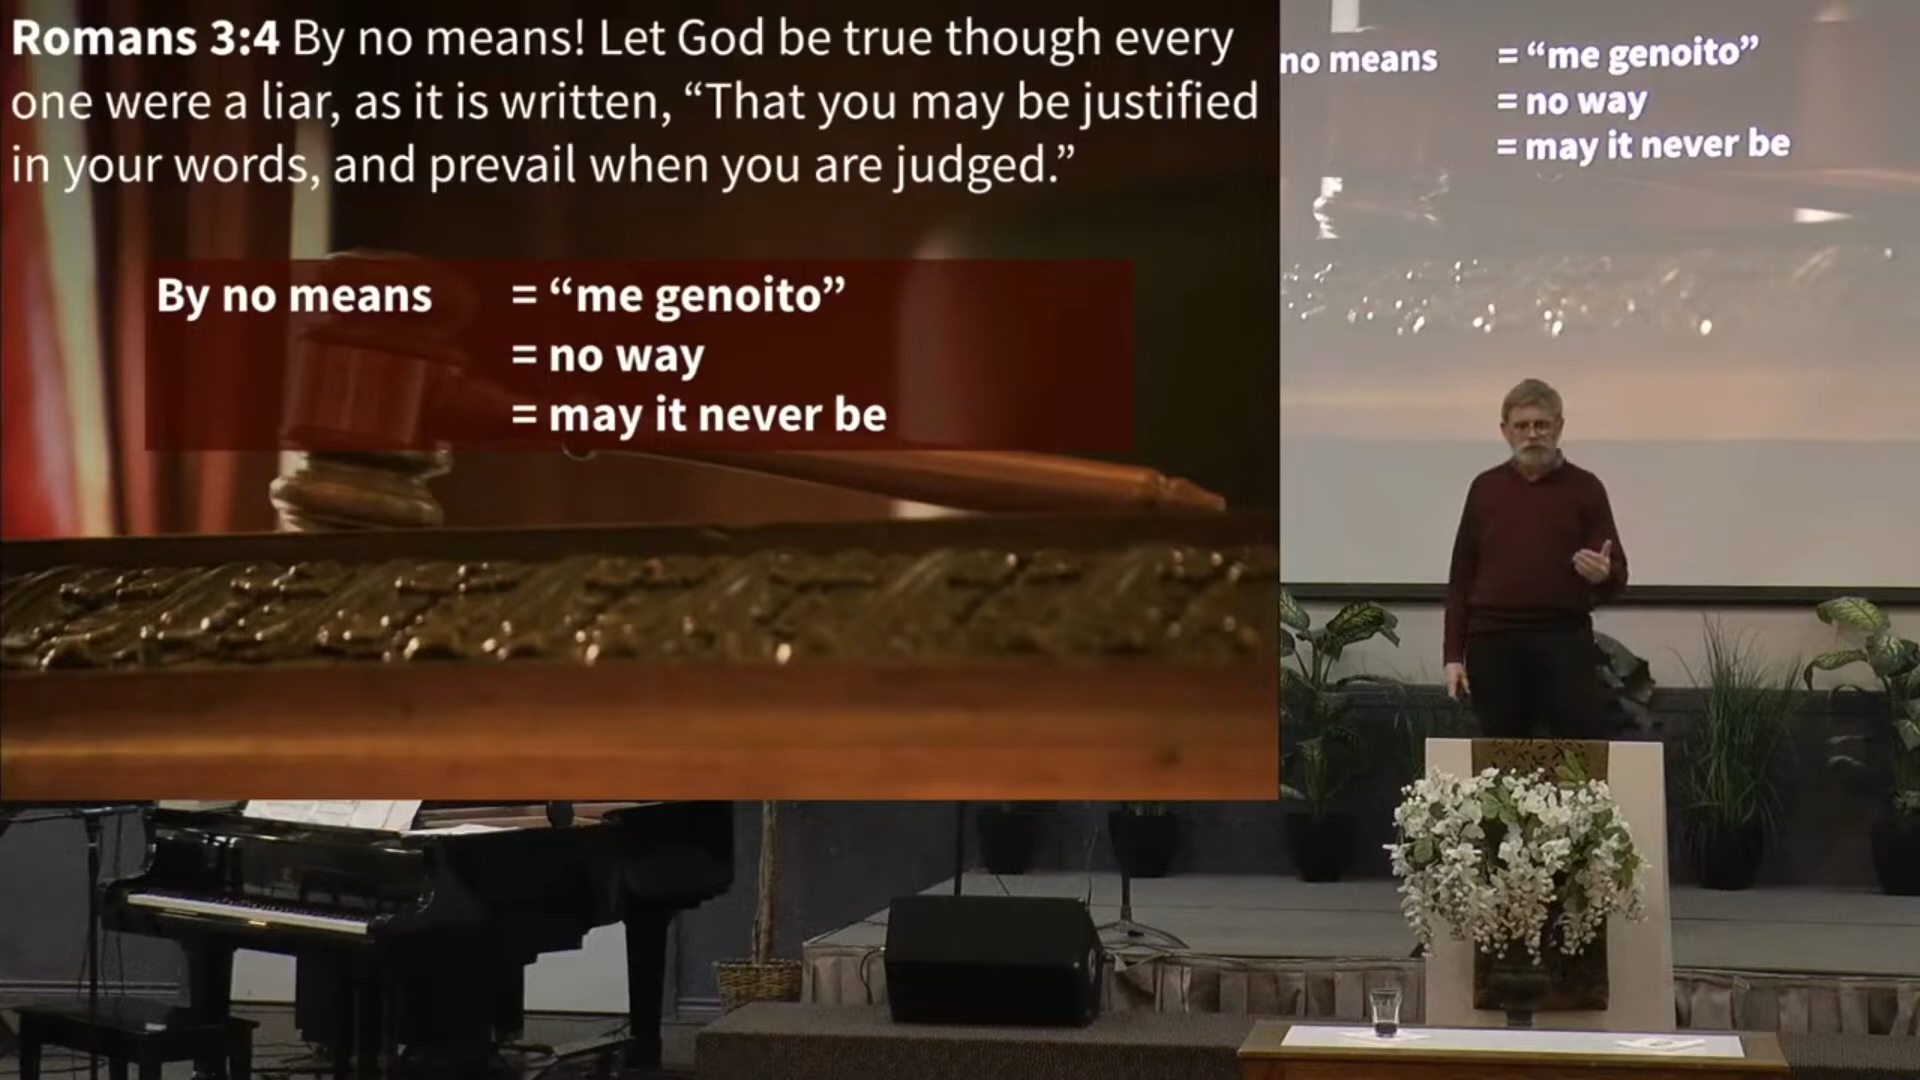 Romans 3:4 By no means! Let God be true though every
one were a liar, as it is written, “That you may be justified
in your words, and prevail when you are judged.”
By no means = “me genoito”
= no way
= may it never be
no means = “me genoito”
= no way
= may it never be